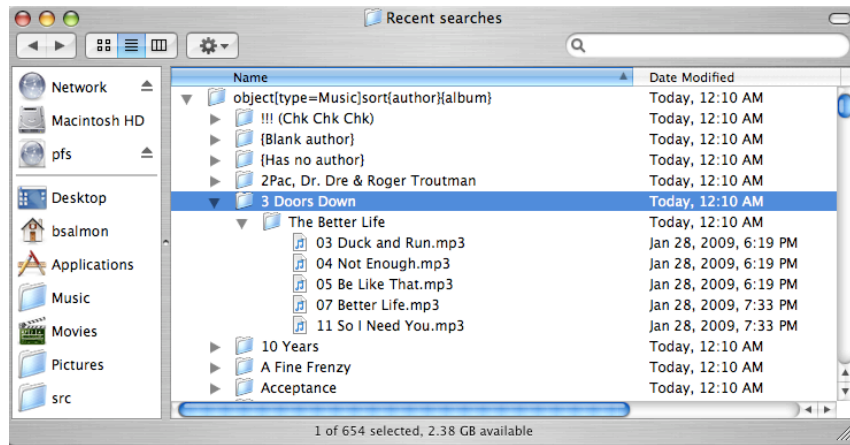 Recent searches
Name Date Modified
Network
Macintosh HD
pfs
Desktop
bsalmon
Applications
Music
Movies
Pictures
src
object[type=Music]sort{author}{album} Today, 12:10 AM
!!! (Chk Chk Chk) Today, 12:10 AM
{Blank author} Today, 12:10 AM
{Has no author} Today, 12:10 AM
2Pac, Dr. Dre & Roger Troutman Today, 12:10 AM
3 Doors Down Today, 12:10 AM
The Better Life Today, 12:10 AM
03 Duck and Run.mp3 Jan 28, 2009, 6:19 PM
04 Not Enough.mp3 Jan 28, 2009, 6:19 PM
05 Be Like That.mp3 Jan 28, 2009, 6:19 PM
07 Better Life.mp3 Jan 28, 2009, 7:33 PM
11 So I Need You.mp3 Jan 28, 2009, 7:33 PM
10 Years Today, 12:10 AM
A Fine Frenzy Today, 12:10 AM
Acceptance Today, 12:10 AM
1 of 654 selected, 2.38 GB available